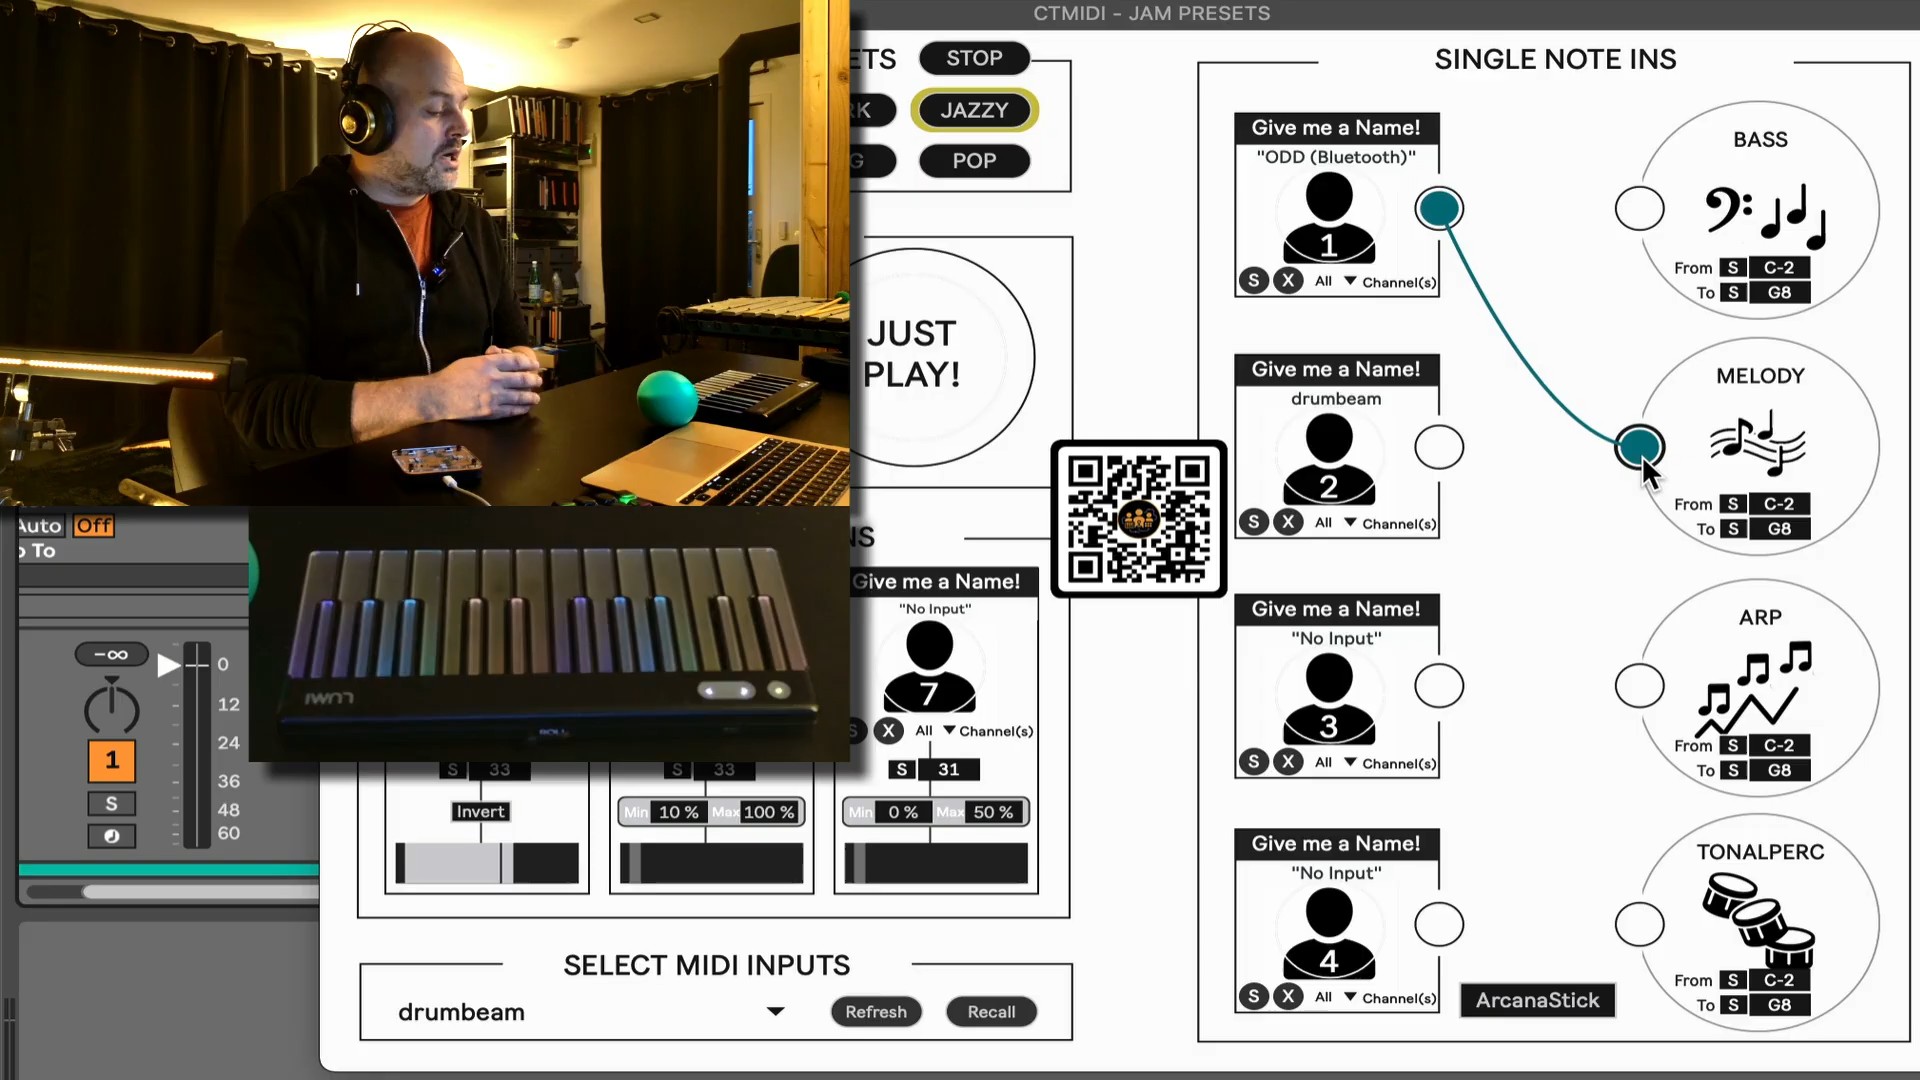 CTMIDI - JAM PRESETS
ETS
STOP
RK
JAZZY
G
POP
JUST
PLAY!
NS
Give me a Name!
"No Input"
7
S X All ▼ Channel(s)
S 33
S 33
S 31
Invert
Min 10 % Max 100 %
Min 0 % Max 50 %
SELECT MIDI INPUTS
drumbeam
Refresh
Recall
SINGLE NOTE INS
Give me a Name!
"ODD (Bluetooth)"
1
S X All ▼ Channel(s)
BASS
From S C-2
To S G8
Give me a Name!
drumbeam
2
S X All ▼ Channel(s)
MELODY
From S C-2
To S G8
Give me a Name!
"No Input"
3
S X All ▼ Channel(s)
ARP
From S C-2
To S G8
Give me a Name!
"No Input"
4
S X All ▼ Channel(s)
ArcanaStick
TONALPERC
From S C-2
To S G8
Auto Off
o To
-∞
0
12
24
36
48
60
1
S
LUMI
ROLI